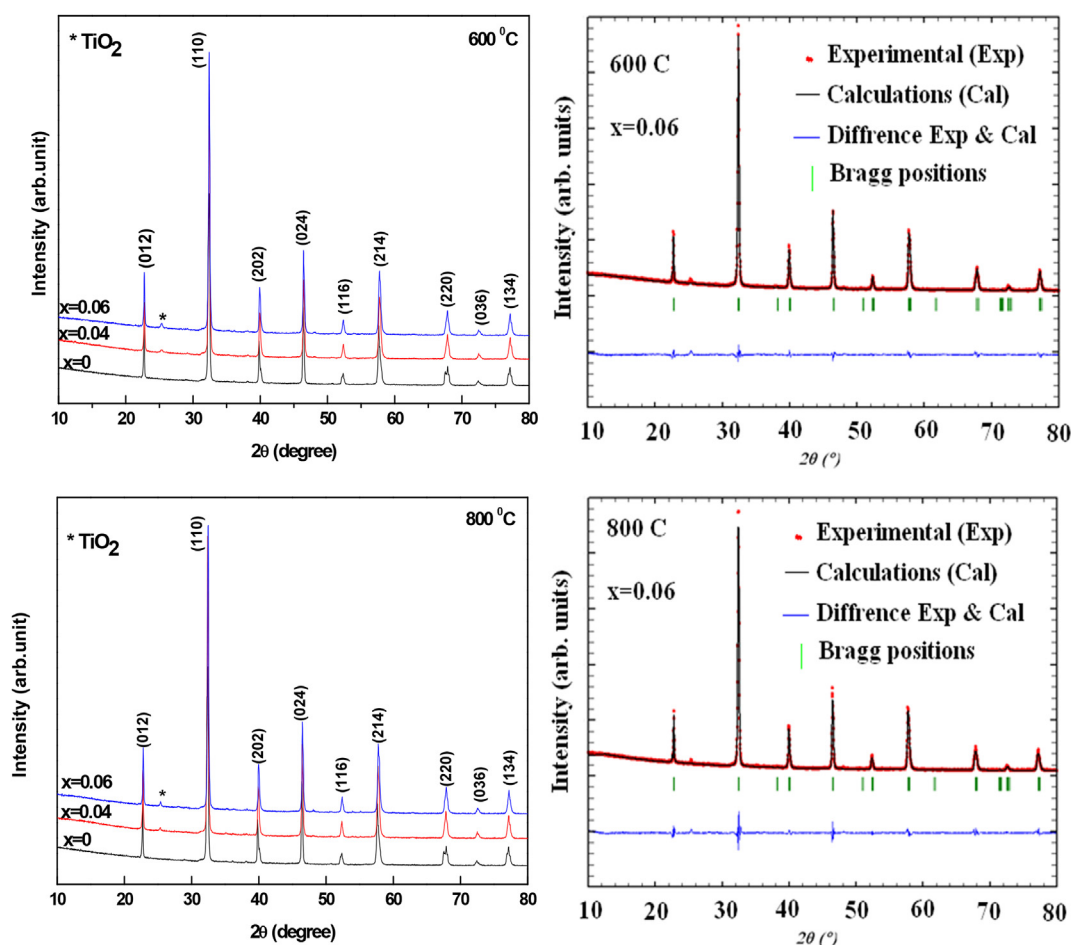 * TiO2
600 0C
(012)
(110)
(202)
(024)
(116)
(214)
(220)
(036)
(134)
x=0.06
*
x=0.04
x=0
Intensity (arb.unit)
10 20 30 40 50 60 70 80
2θ (degree)
600 C
x=0.06
Experimental (Exp)
Calculations (Cal)
Diffrence Exp & Cal
Bragg positions
Intensity (arb. units)
10 20 30 40 50 60 70 80
2θ (°)
* TiO2
800 0C
(012)
(110)
(202)
(024)
(116)
(214)
(220)
(036)
(134)
x=0.06
*
x=0.04
x=0
Intensity (arb.unit)
10 20 30 40 50 60 70 80
2θ (degree)
800 C
x=0.06
Experimental (Exp)
Calculations (Cal)
Diffrence Exp & Cal
Bragg positions
Intensity (arb. units)
10 20 30 40 50 60 70 80
2θ (°)